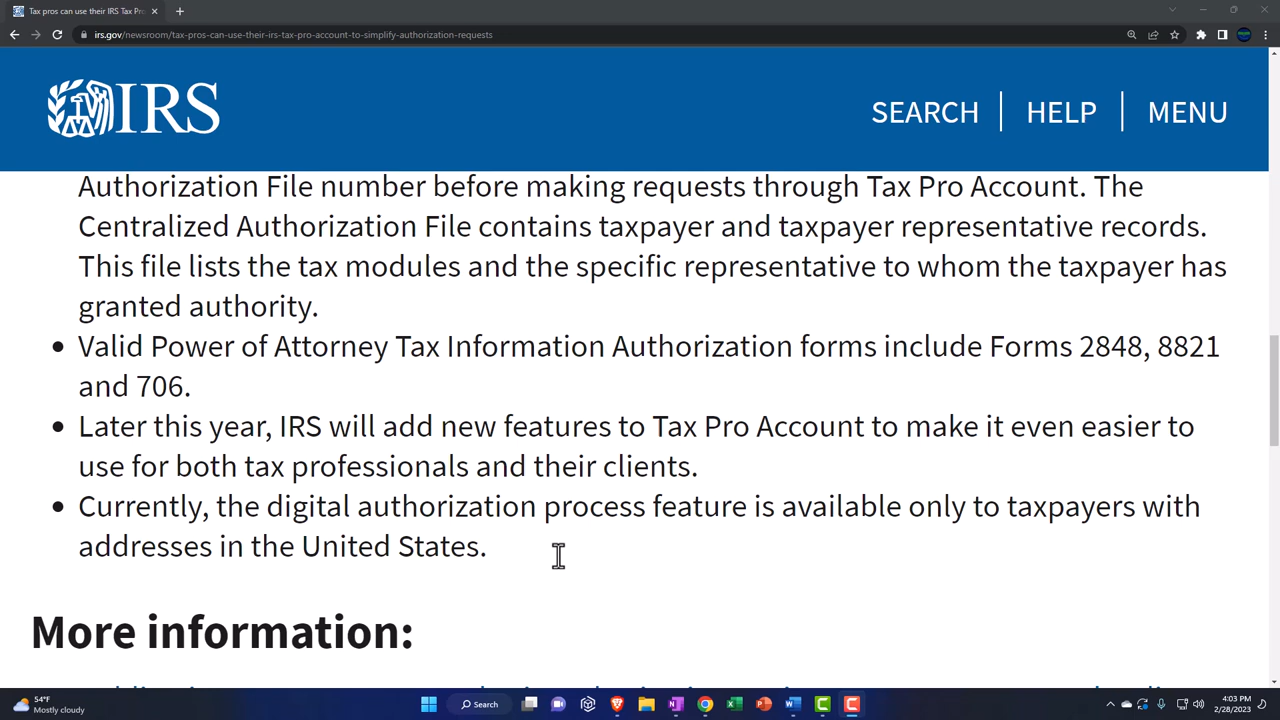 Tax pros can use their IRS Tax Pro
irs.gov/newsroom/tax-pros-can-use-their-irs-tax-pro-account-to-simplify-authorization-requests
IRS
SEARCH
HELP
MENU
Authorization File number before making requests through Tax Pro Account. The
Centralized Authorization File contains taxpayer and taxpayer representative records.
This file lists the tax modules and the specific representative to whom the taxpayer has
granted authority.
• Valid Power of Attorney Tax Information Authorization forms include Forms 2848, 8821
and 706.
• Later this year, IRS will add new features to Tax Pro Account to make it even easier to
use for both tax professionals and their clients.
• Currently, the digital authorization process feature is available only to taxpayers with
addresses in the United States.
More information:
54°F
Mostly cloudy
Search
4:03 PM
2/28/2023